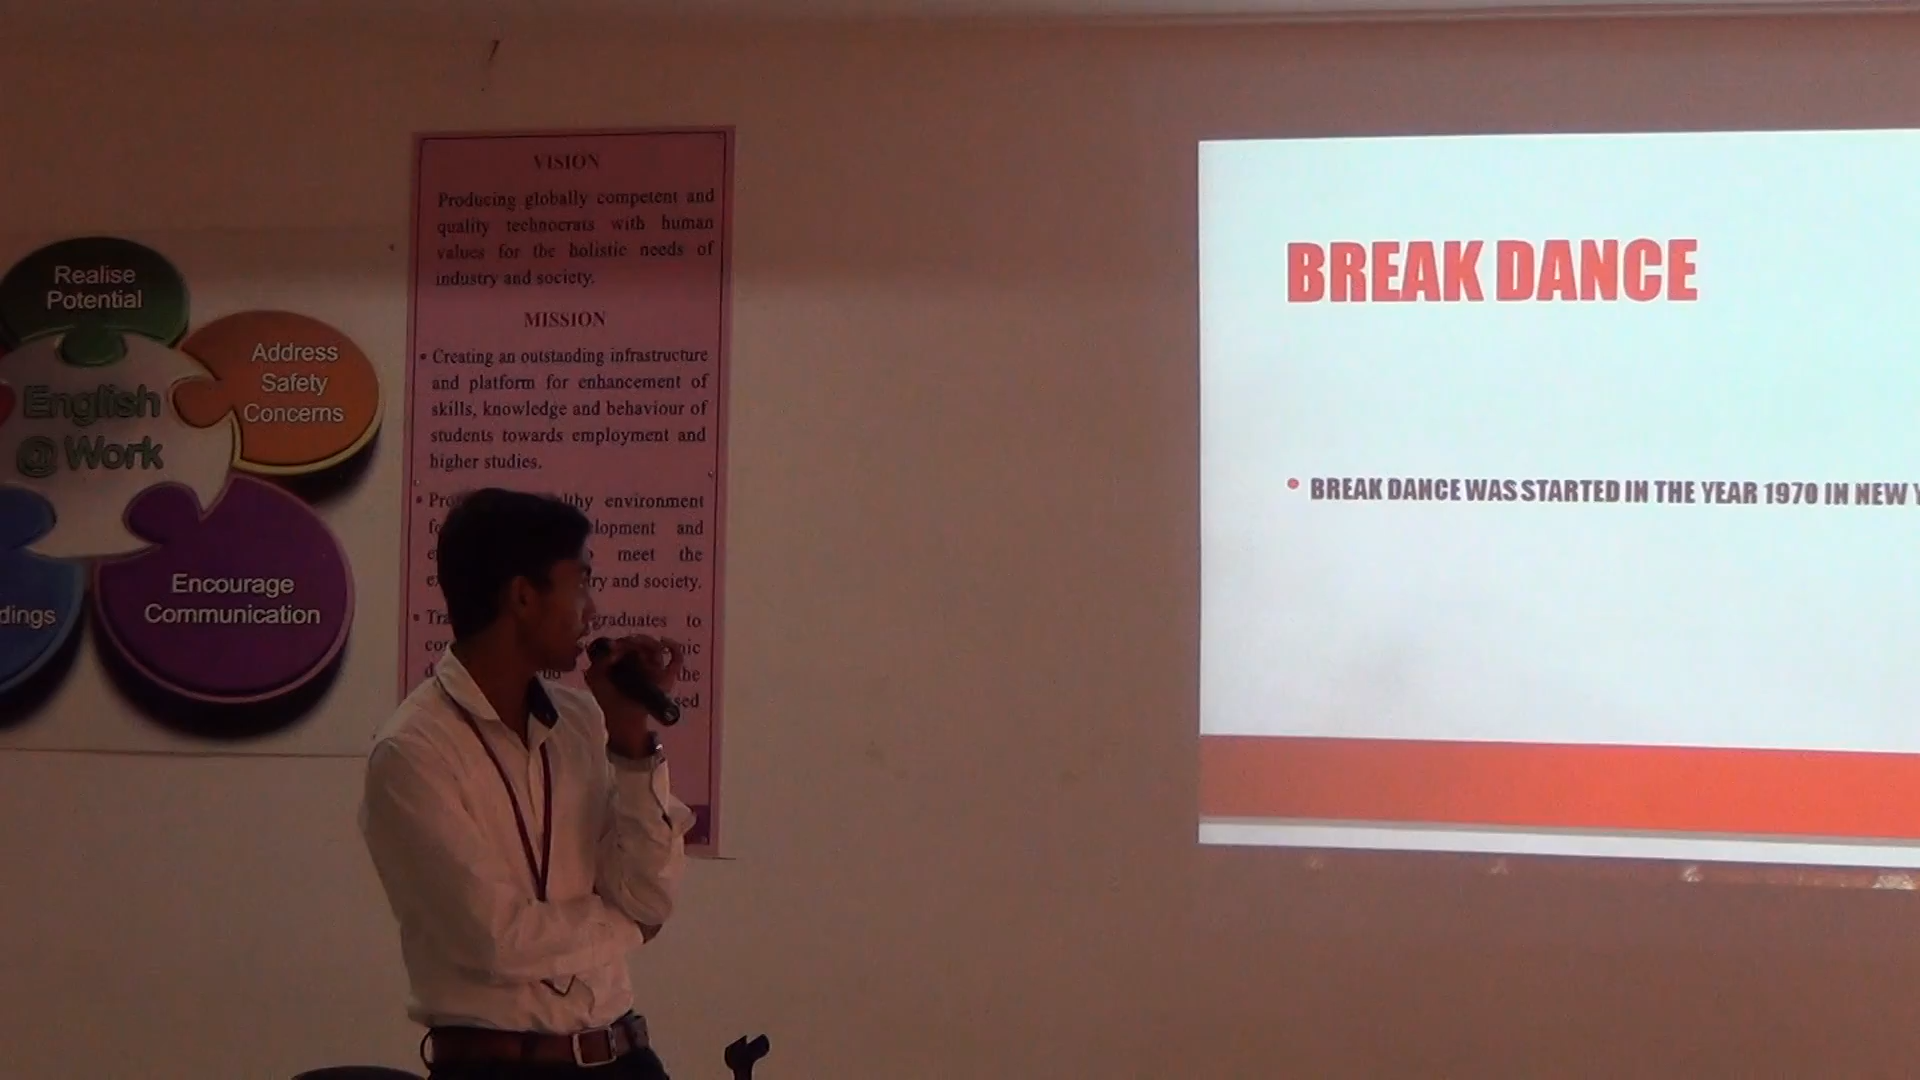 Realise
Potential
Address
Safety
Concerns
English
@ Work
Encourage
Communication
dings
VISION
Producing globally competent and
quality technocrats with human
values for the holistic needs of
industry and society.
MISSION
Creating an outstanding infrastructure
and platform for enhancement of
skills, knowledge and behaviour of
students towards employment and
higher studies.
environment
and
meet the
and society.
graduates to
the
BREAK DANCE
BREAK DANCE WAS STARTED IN THE YEAR 1970 IN NEW